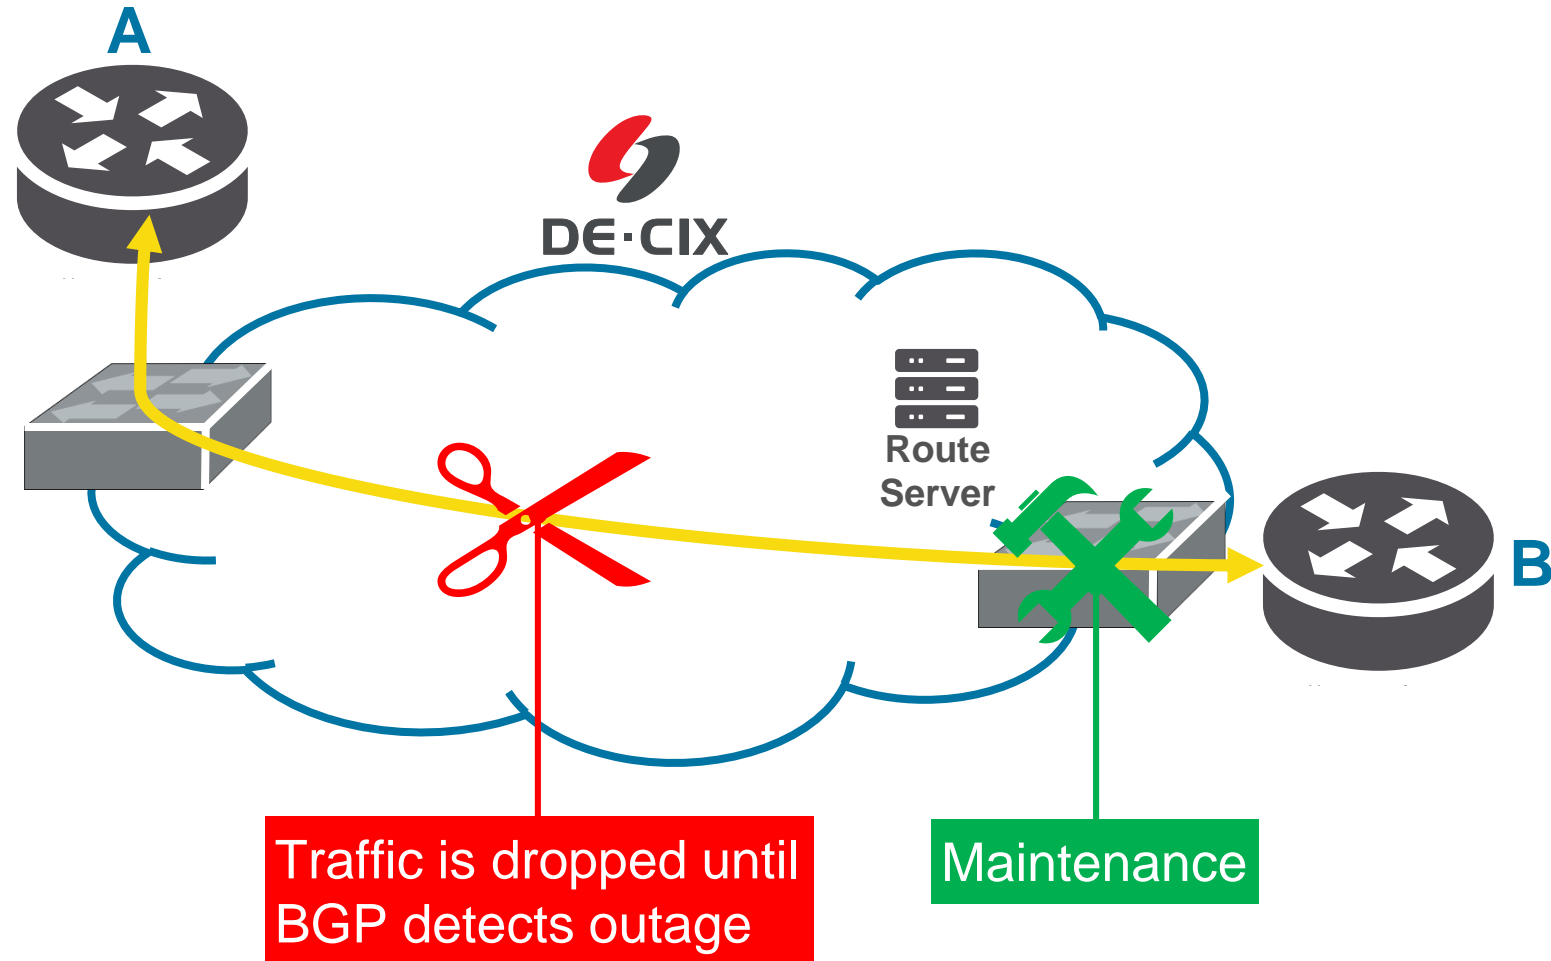 A
DE-CIX
Route
Server
B
Traffic is dropped until
BGP detects outage
Maintenance